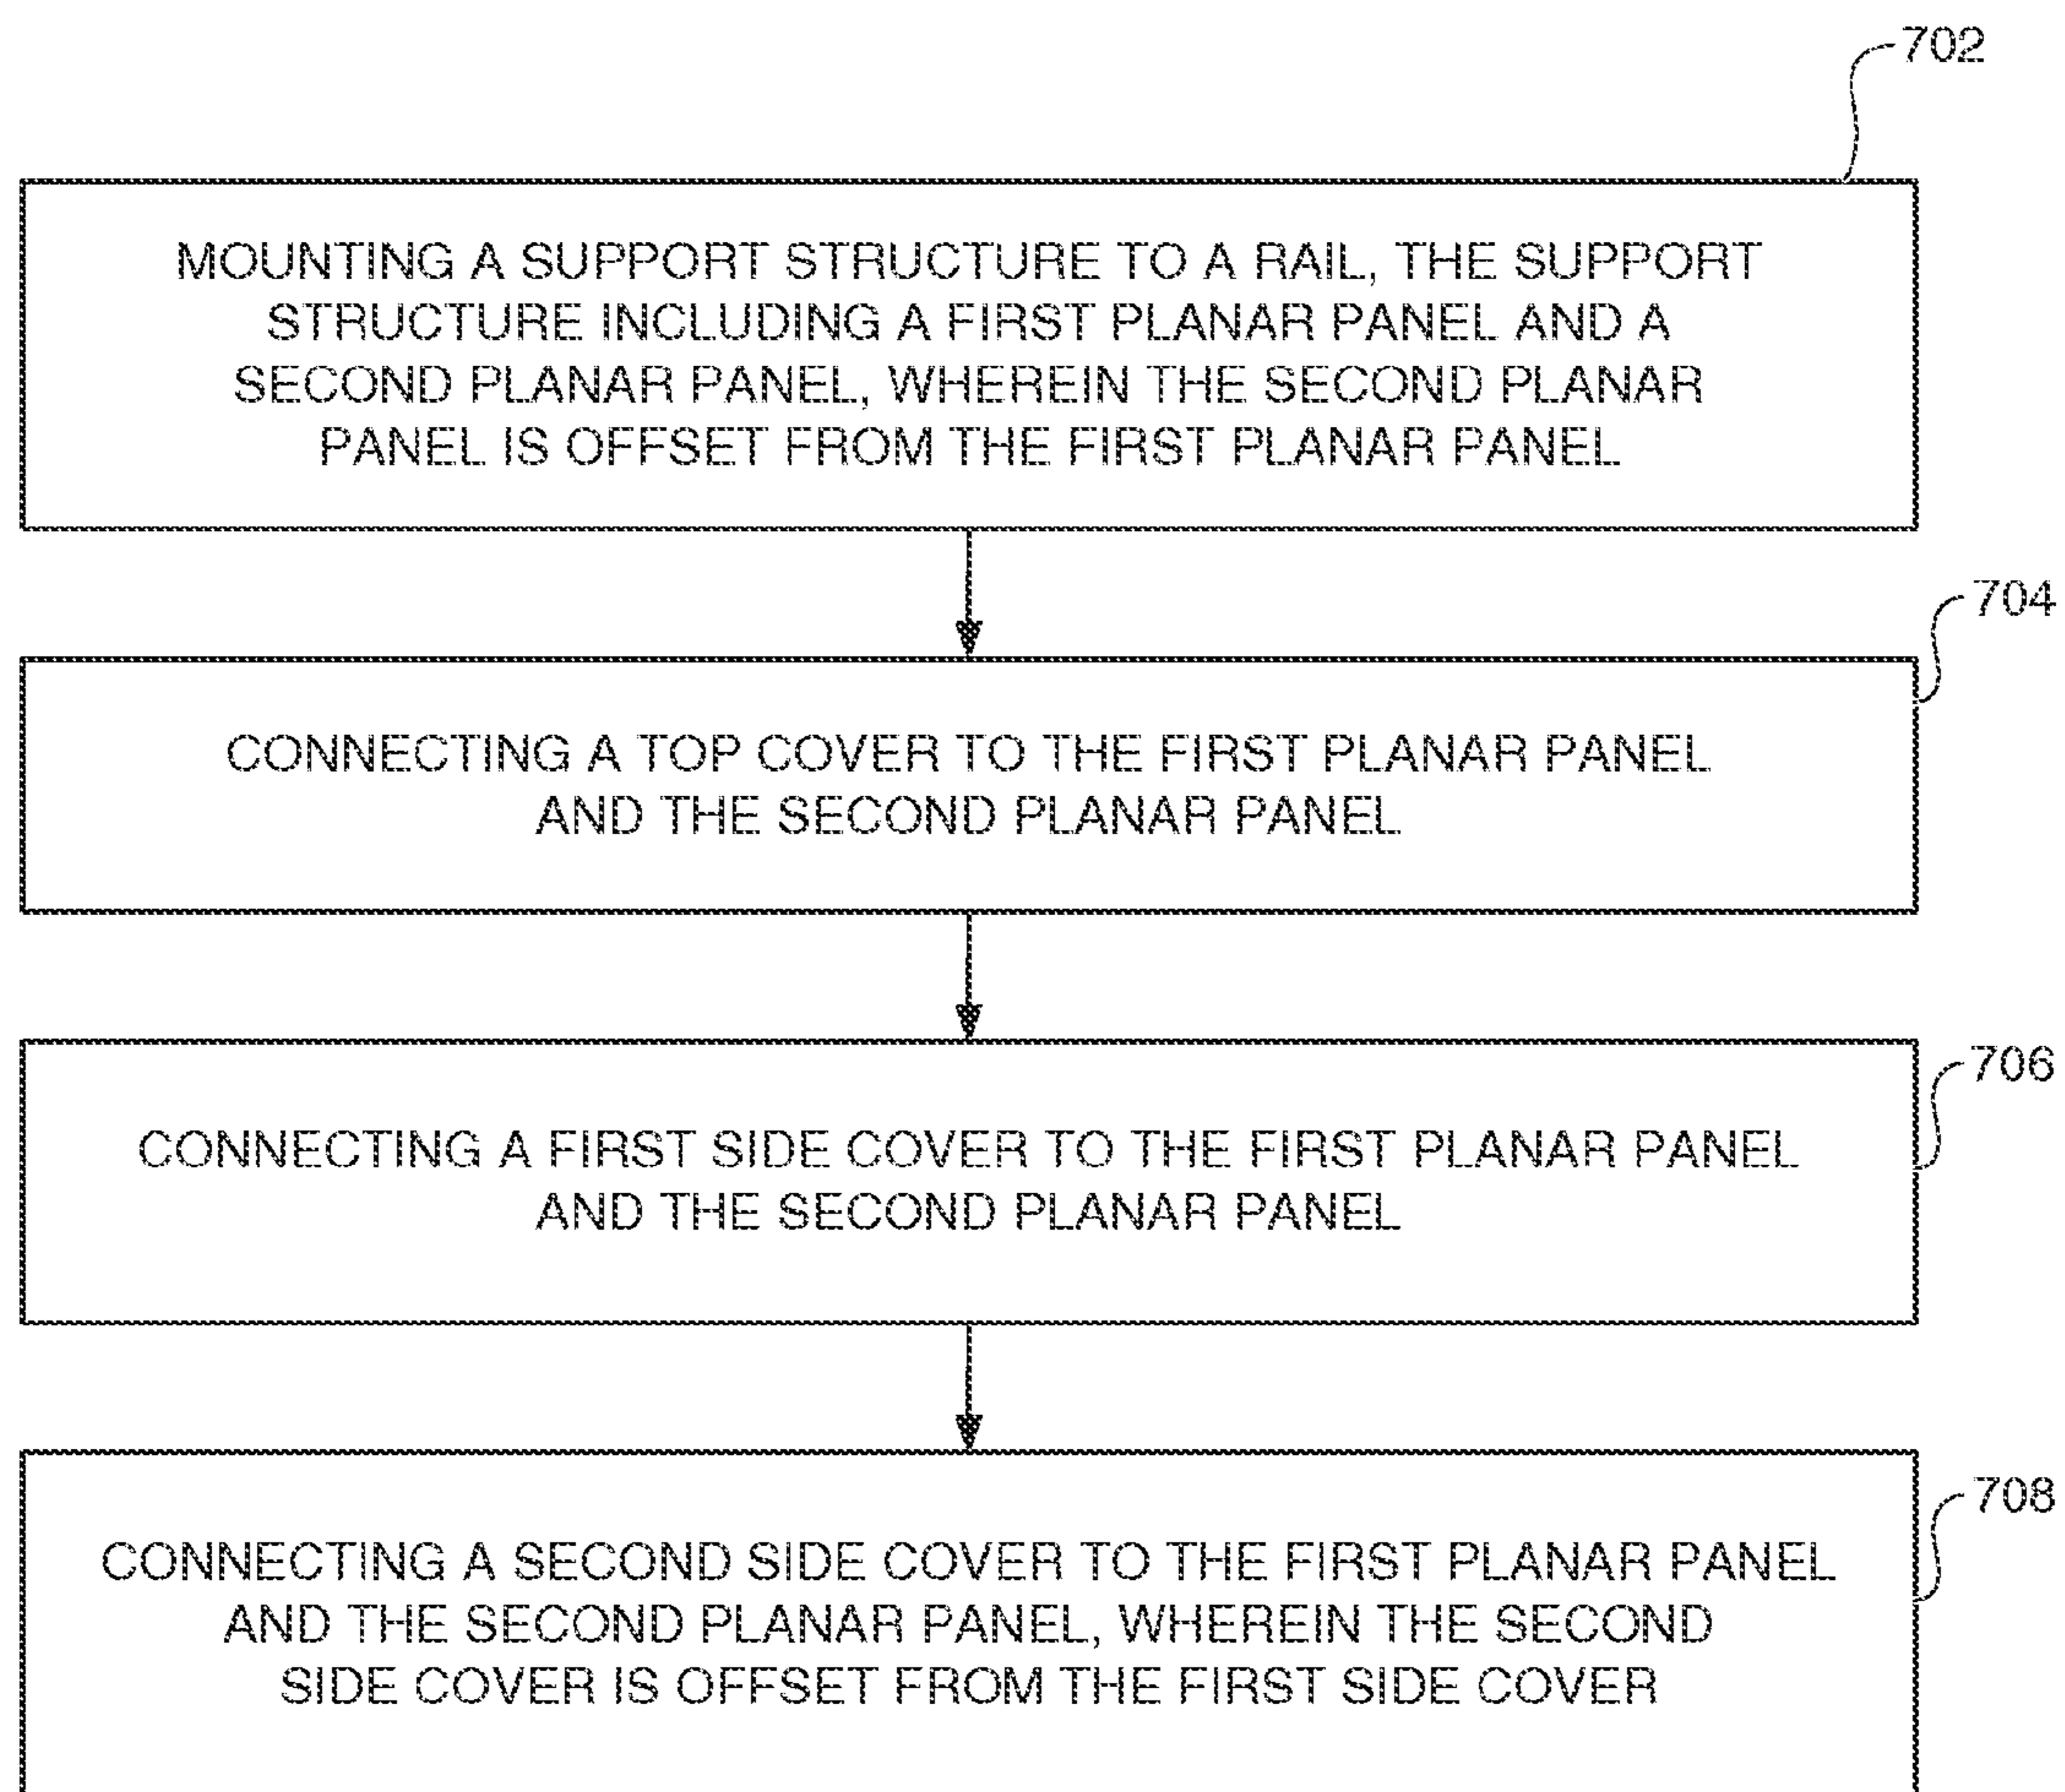 702
MOUNTING A SUPPORT STRUCTURE TO A RAIL, THE SUPPORT
STRUCTURE INCLUDING A FIRST PLANAR PANEL AND A
SECOND PLANAR PANEL, WHEREIN THE SECOND PLANAR
PANEL IS OFFSET FROM THE FIRST PLANAR PANEL
704
CONNECTING A TOP COVER TO THE FIRST PLANAR PANEL
AND THE SECOND PLANAR PANEL
706
CONNECTING A FIRST SIDE COVER TO THE FIRST PLANAR PANEL
AND THE SECOND PLANAR PANEL
708
CONNECTING A SECOND SIDE COVER TO THE FIRST PLANAR PANEL
AND THE SECOND PLANAR PANEL, WHEREIN THE SECOND
SIDE COVER IS OFFSET FROM THE FIRST SIDE COVER